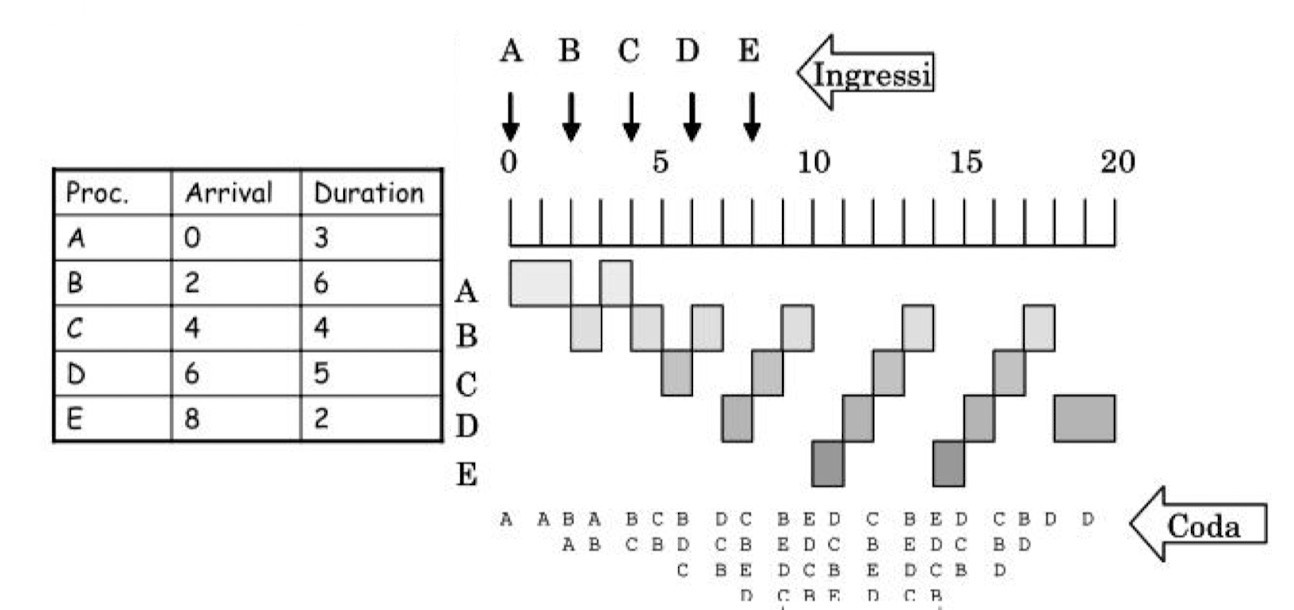 A B C D E
Ingressi
0 5 10 15 20
Proc. Arrival Duration
A 0 3
B 2 6
C 4 4
D 6 5
E 8 2
A
B
C
D
E
A A B A B C B D C B E D C B E D C B D D
A B C B D C B E D C B E D C B D
C B E D C B E D C B D
D C B E D C B
Coda